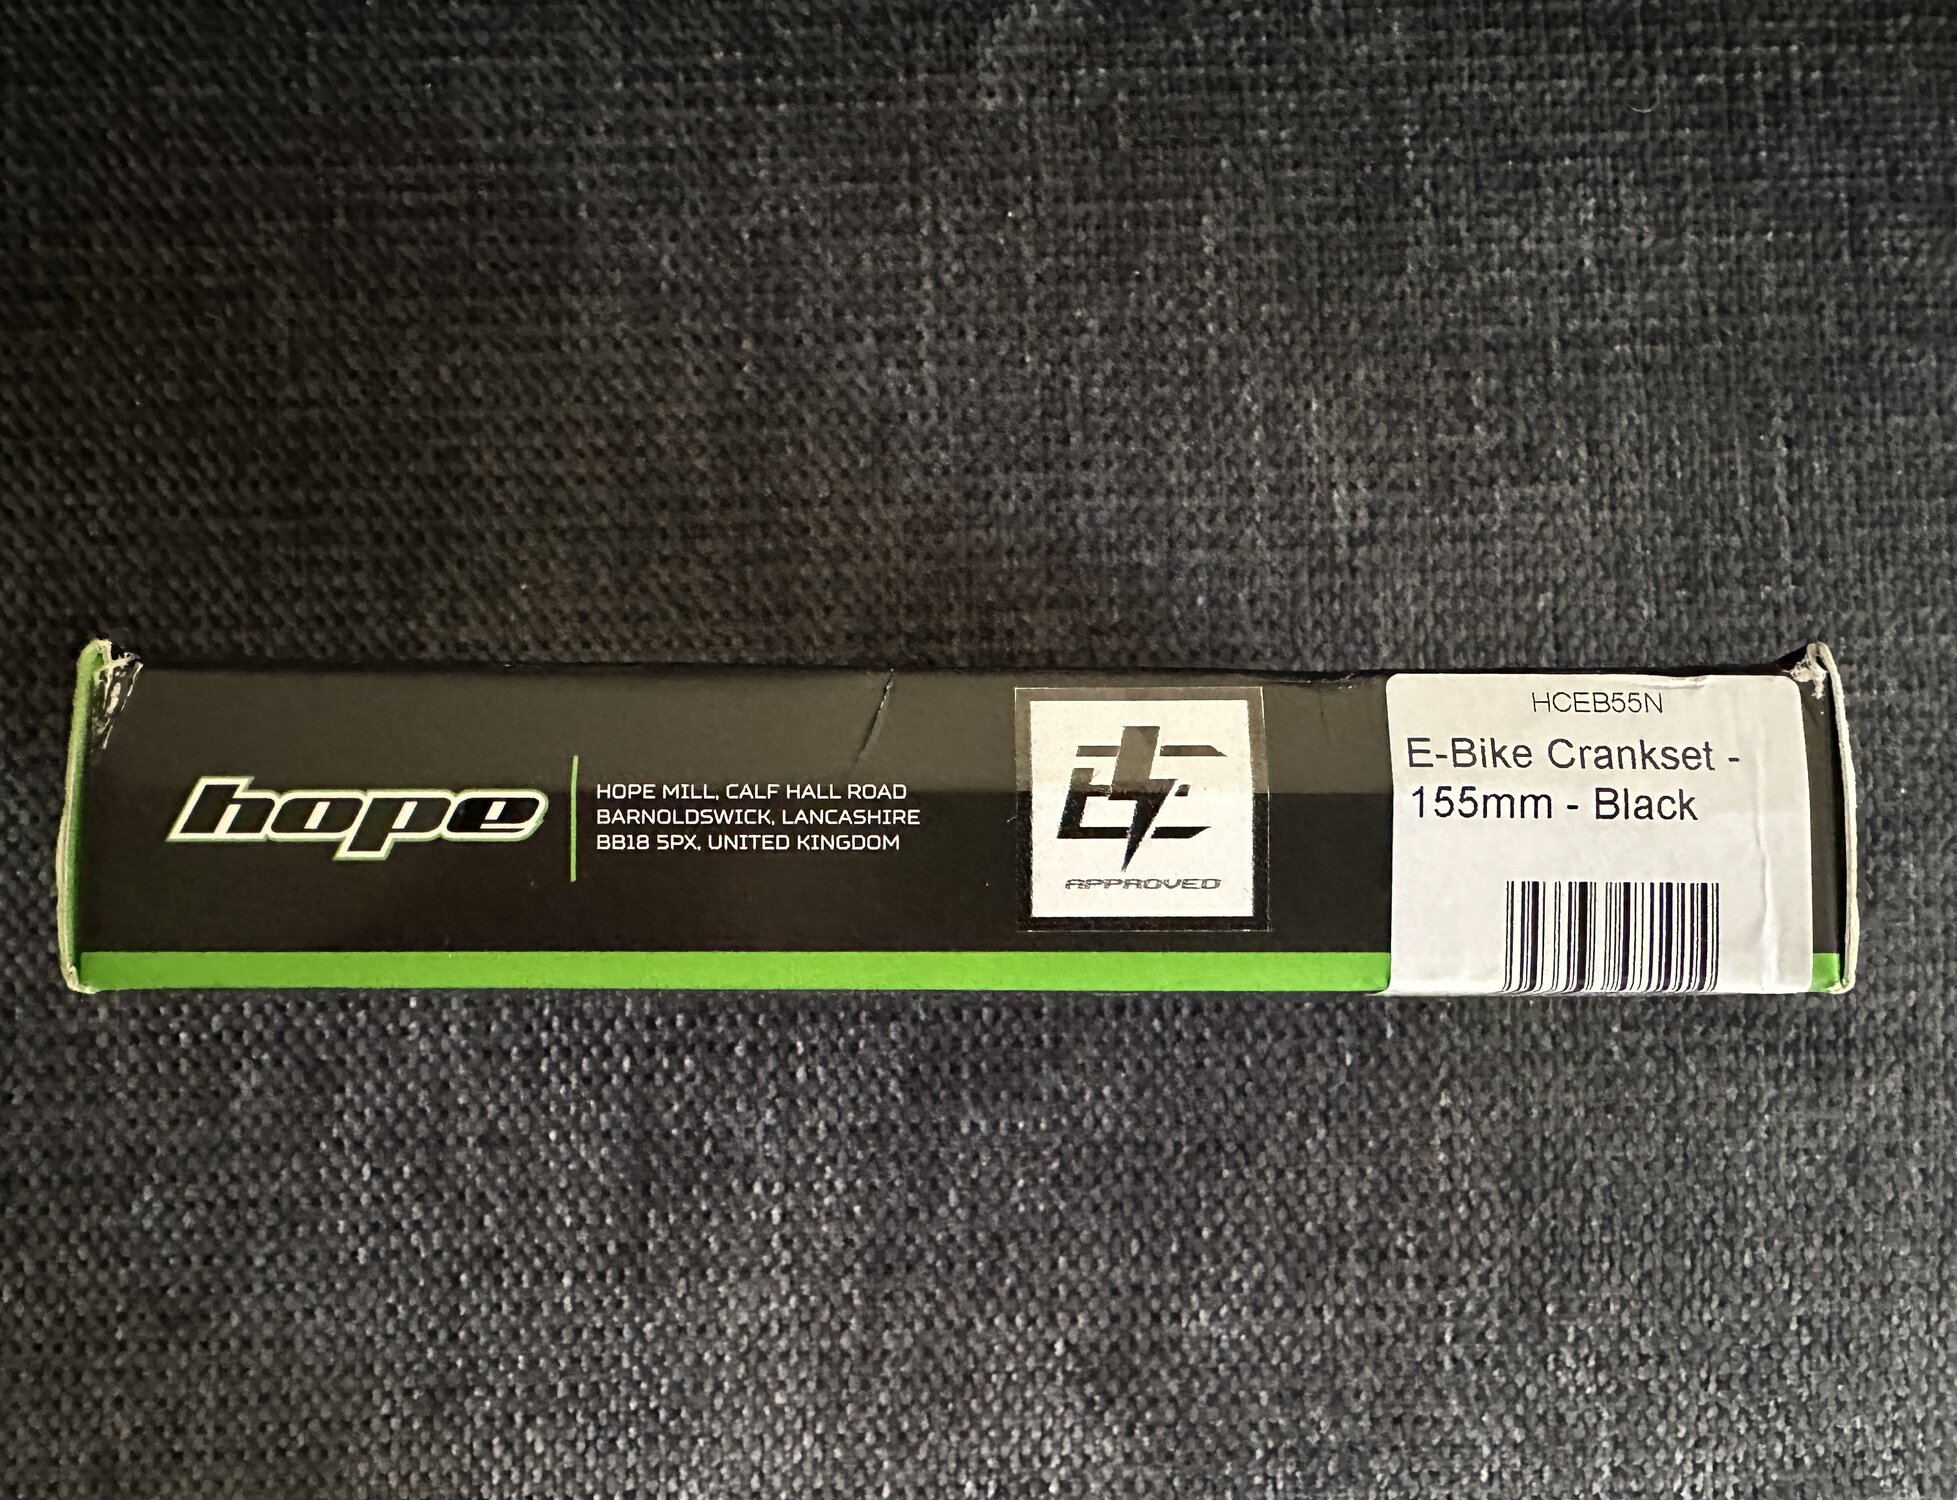 hope
HOPE MILL, CALF HALL ROAD
BARNOLDSWICK, LANCASHIRE
BB18 5PX, UNITED KINGDOM
E
APPROVED
HCEB55N
E-Bike Crankset -
155mm - Black